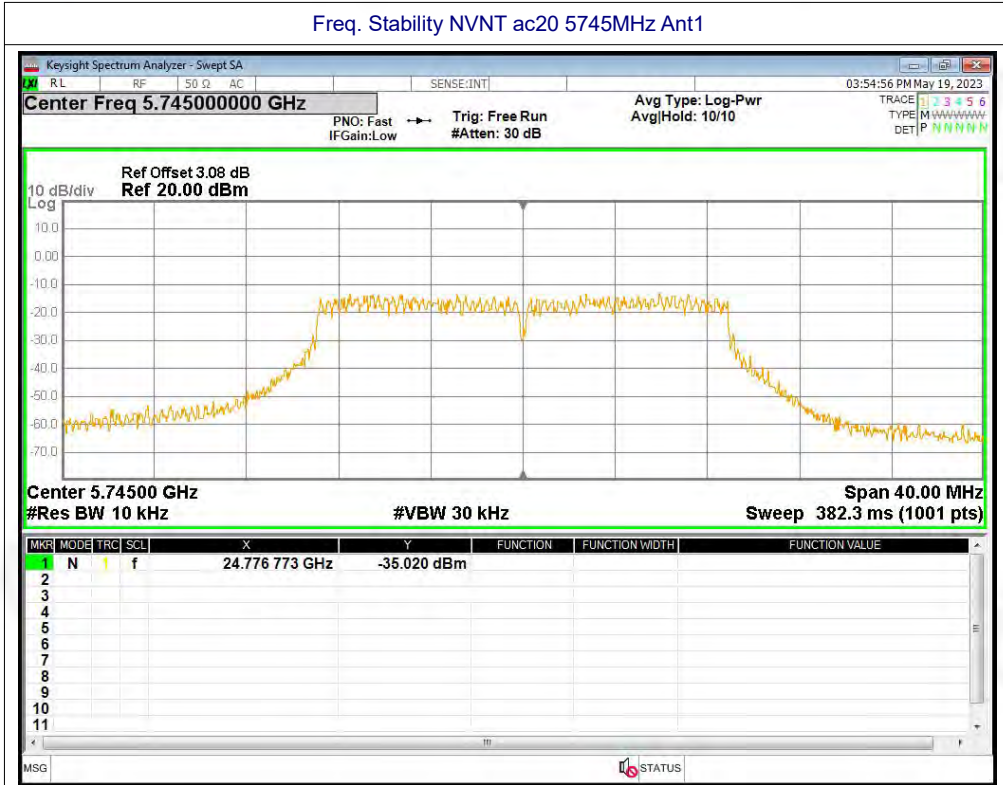 Freq. Stability NVNT ac20 5745MHz Ant1
Keysight Spectrum Analyzer - Swept SA
LXI RL RF 50 Ω AC SENSE:INT 03:54:56 PM May 19, 2023
Center Freq 5.745000000 GHz Avg Type: Log-Pwr TRACE 1 2 3 4 5 6
PNO: Fast Trig: Free Run Avg|Hold: 10/10 TYPE M WWWWW
IFGain:Low #Atten: 30 dB DET P N N N N N
Ref Offset 3.08 dB
10 dB/div Ref 20.00 dBm
Log
10.0
0.00
-10.0
-20.0
-30.0
-40.0
-50.0
-60.0
-70.0
Center 5.74500 GHz Span 40.00 MHz
#Res BW 10 kHz #VBW 30 kHz Sweep 382.3 ms (1001 pts)
MKR MODE TRC SCL X Y FUNCTION FUNCTION WIDTH FUNCTION VALUE
1 N 1 f 24.776 773 GHz -35.020 dBm
2
3
4
5
6
7
8
9
10
11
MSG STATUS